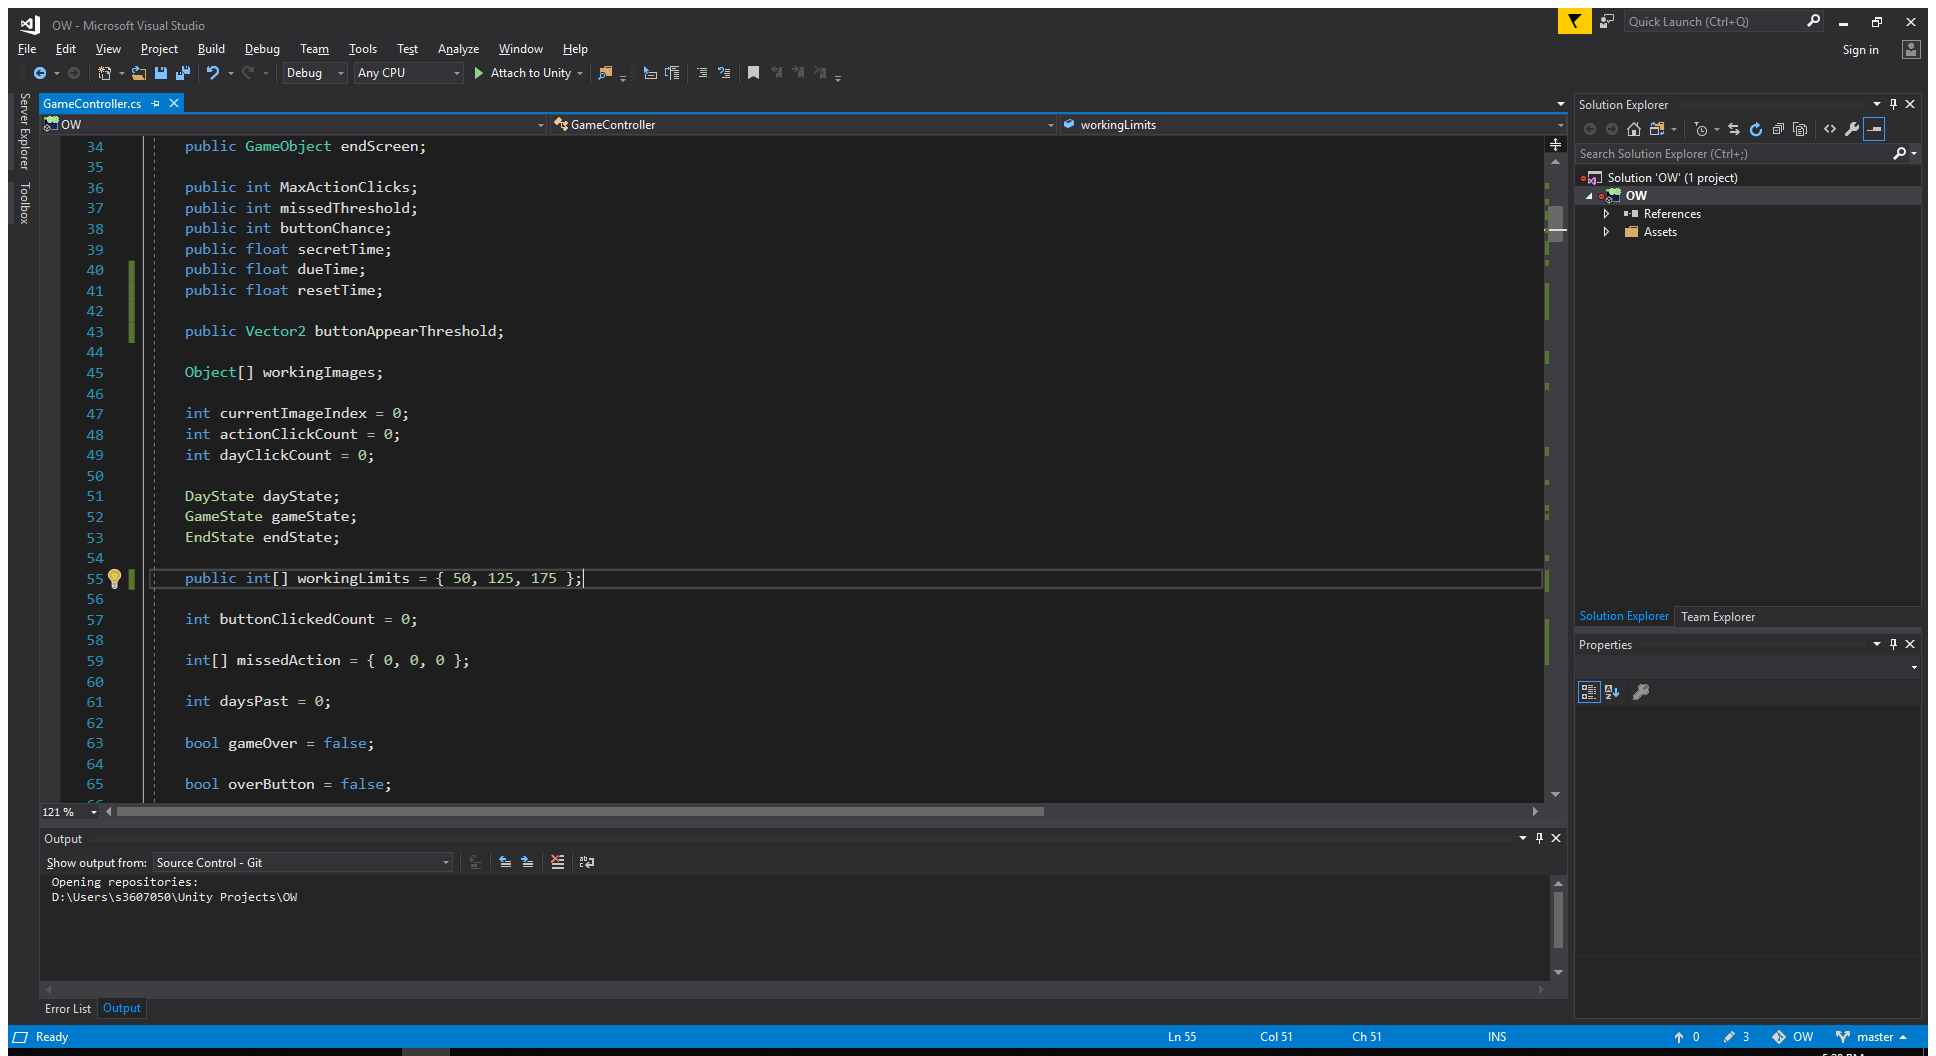 OW - Microsoft Visual Studio
Quick Launch (Ctrl+Q)
File Edit View Project Build Debug Team Tools Test Analyze Window Help
Sign in
Debug Any CPU Attach to Unity
Server Explorer
Toolbox
GameController.cs
OW GameController workingLimits
34 public GameObject endScreen;
35
36 public int MaxActionClicks;
37 public int missedThreshold;
38 public int buttonChance;
39 public float secretTime;
40 public float dueTime;
41 public float resetTime;
42
43 public Vector2 buttonAppearThreshold;
44
45 Object[] workingImages;
46
47 int currentImageIndex = 0;
48 int actionClickCount = 0;
49 int dayClickCount = 0;
50
51 DayState dayState;
52 GameState gameState;
53 EndState endState;
54
55 public int[] workingLimits = { 50, 125, 175 };
56
57 int buttonClickedCount = 0;
58
59 int[] missedAction = { 0, 0, 0 };
60
61 int daysPast = 0;
62
63 bool gameOver = false;
64
65 bool overButton = false;
121 %
Output
Show output from: Source Control - Git
Opening repositories:
D:\Users\s3607050\Unity Projects\OW
Error List Output
Solution Explorer
Search Solution Explorer (Ctrl+;)
Solution 'OW' (1 project)
OW
References
Assets
Solution Explorer Team Explorer
Properties
Ready Ln 55 Col 51 Ch 51 INS 0 3 OW master